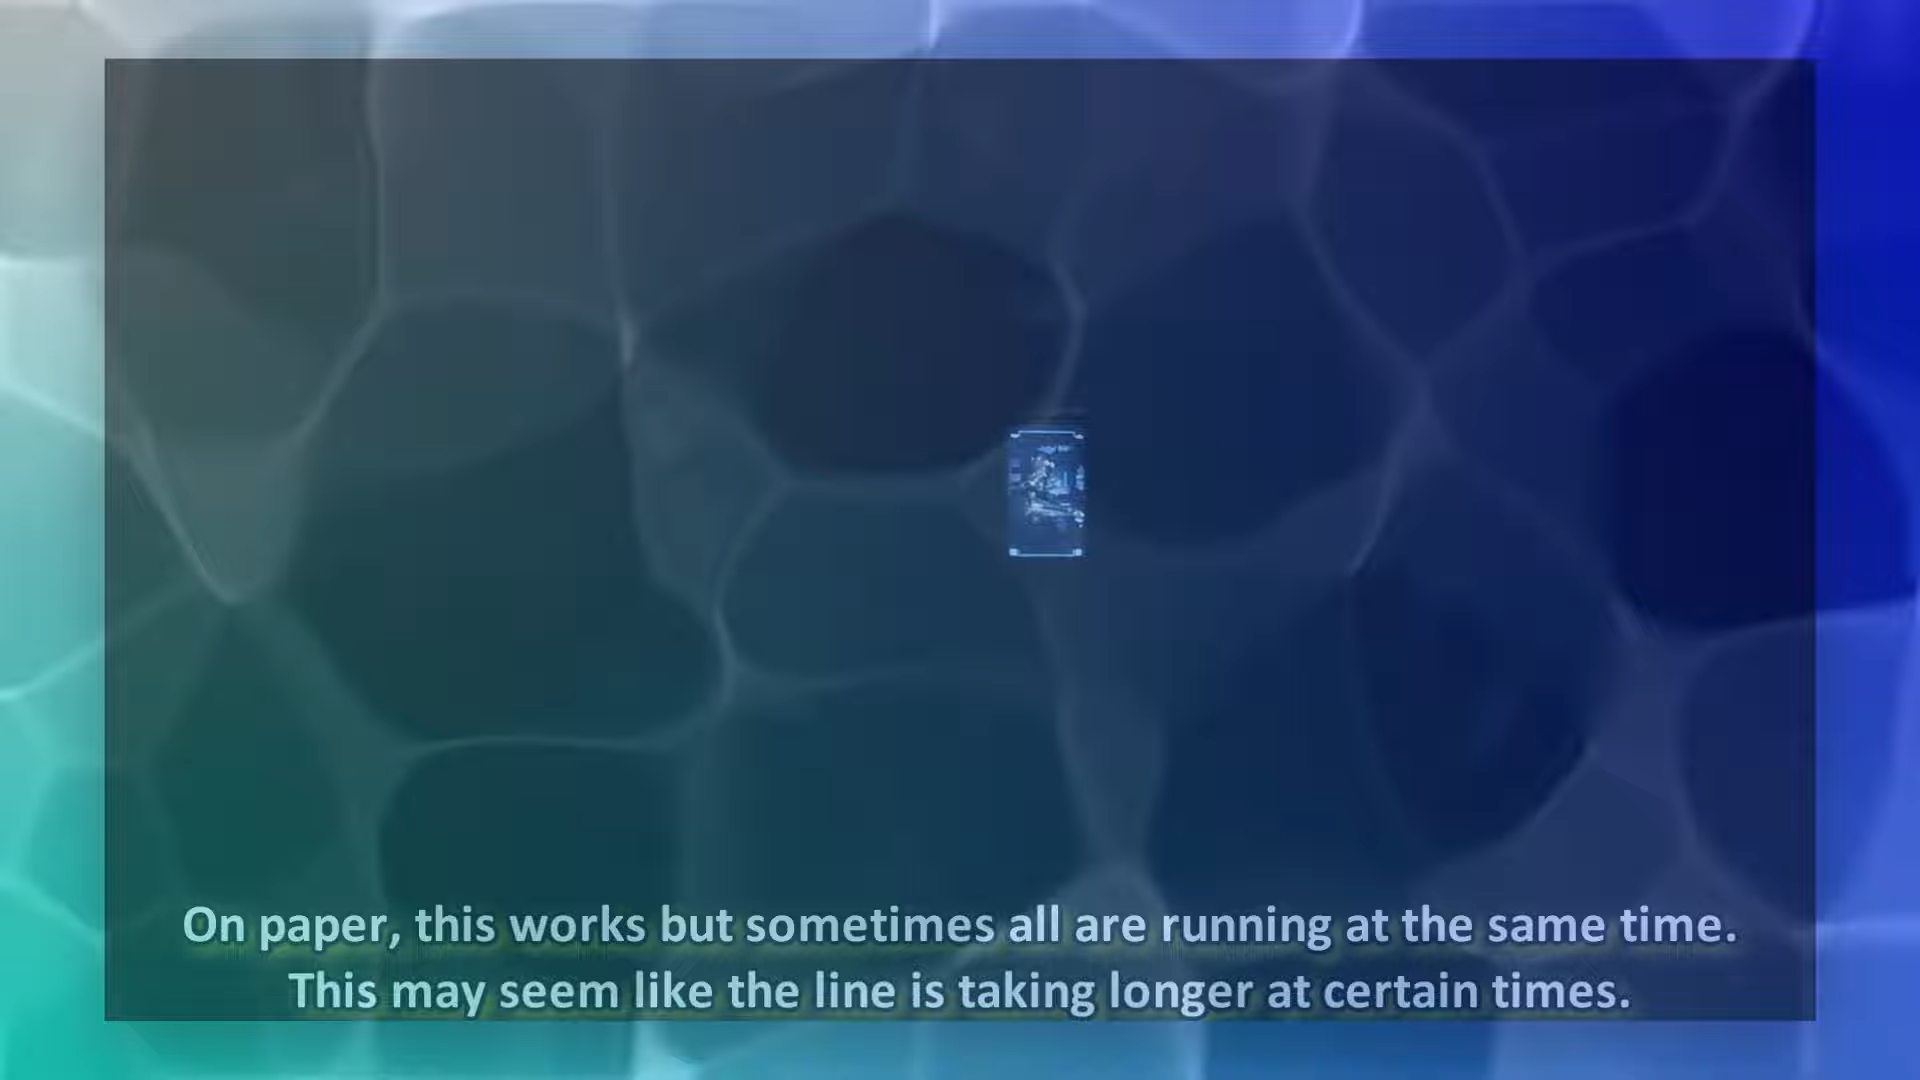 On paper, this works but sometimes all are running at the same time.
This may seem like the line is taking longer at certain times.